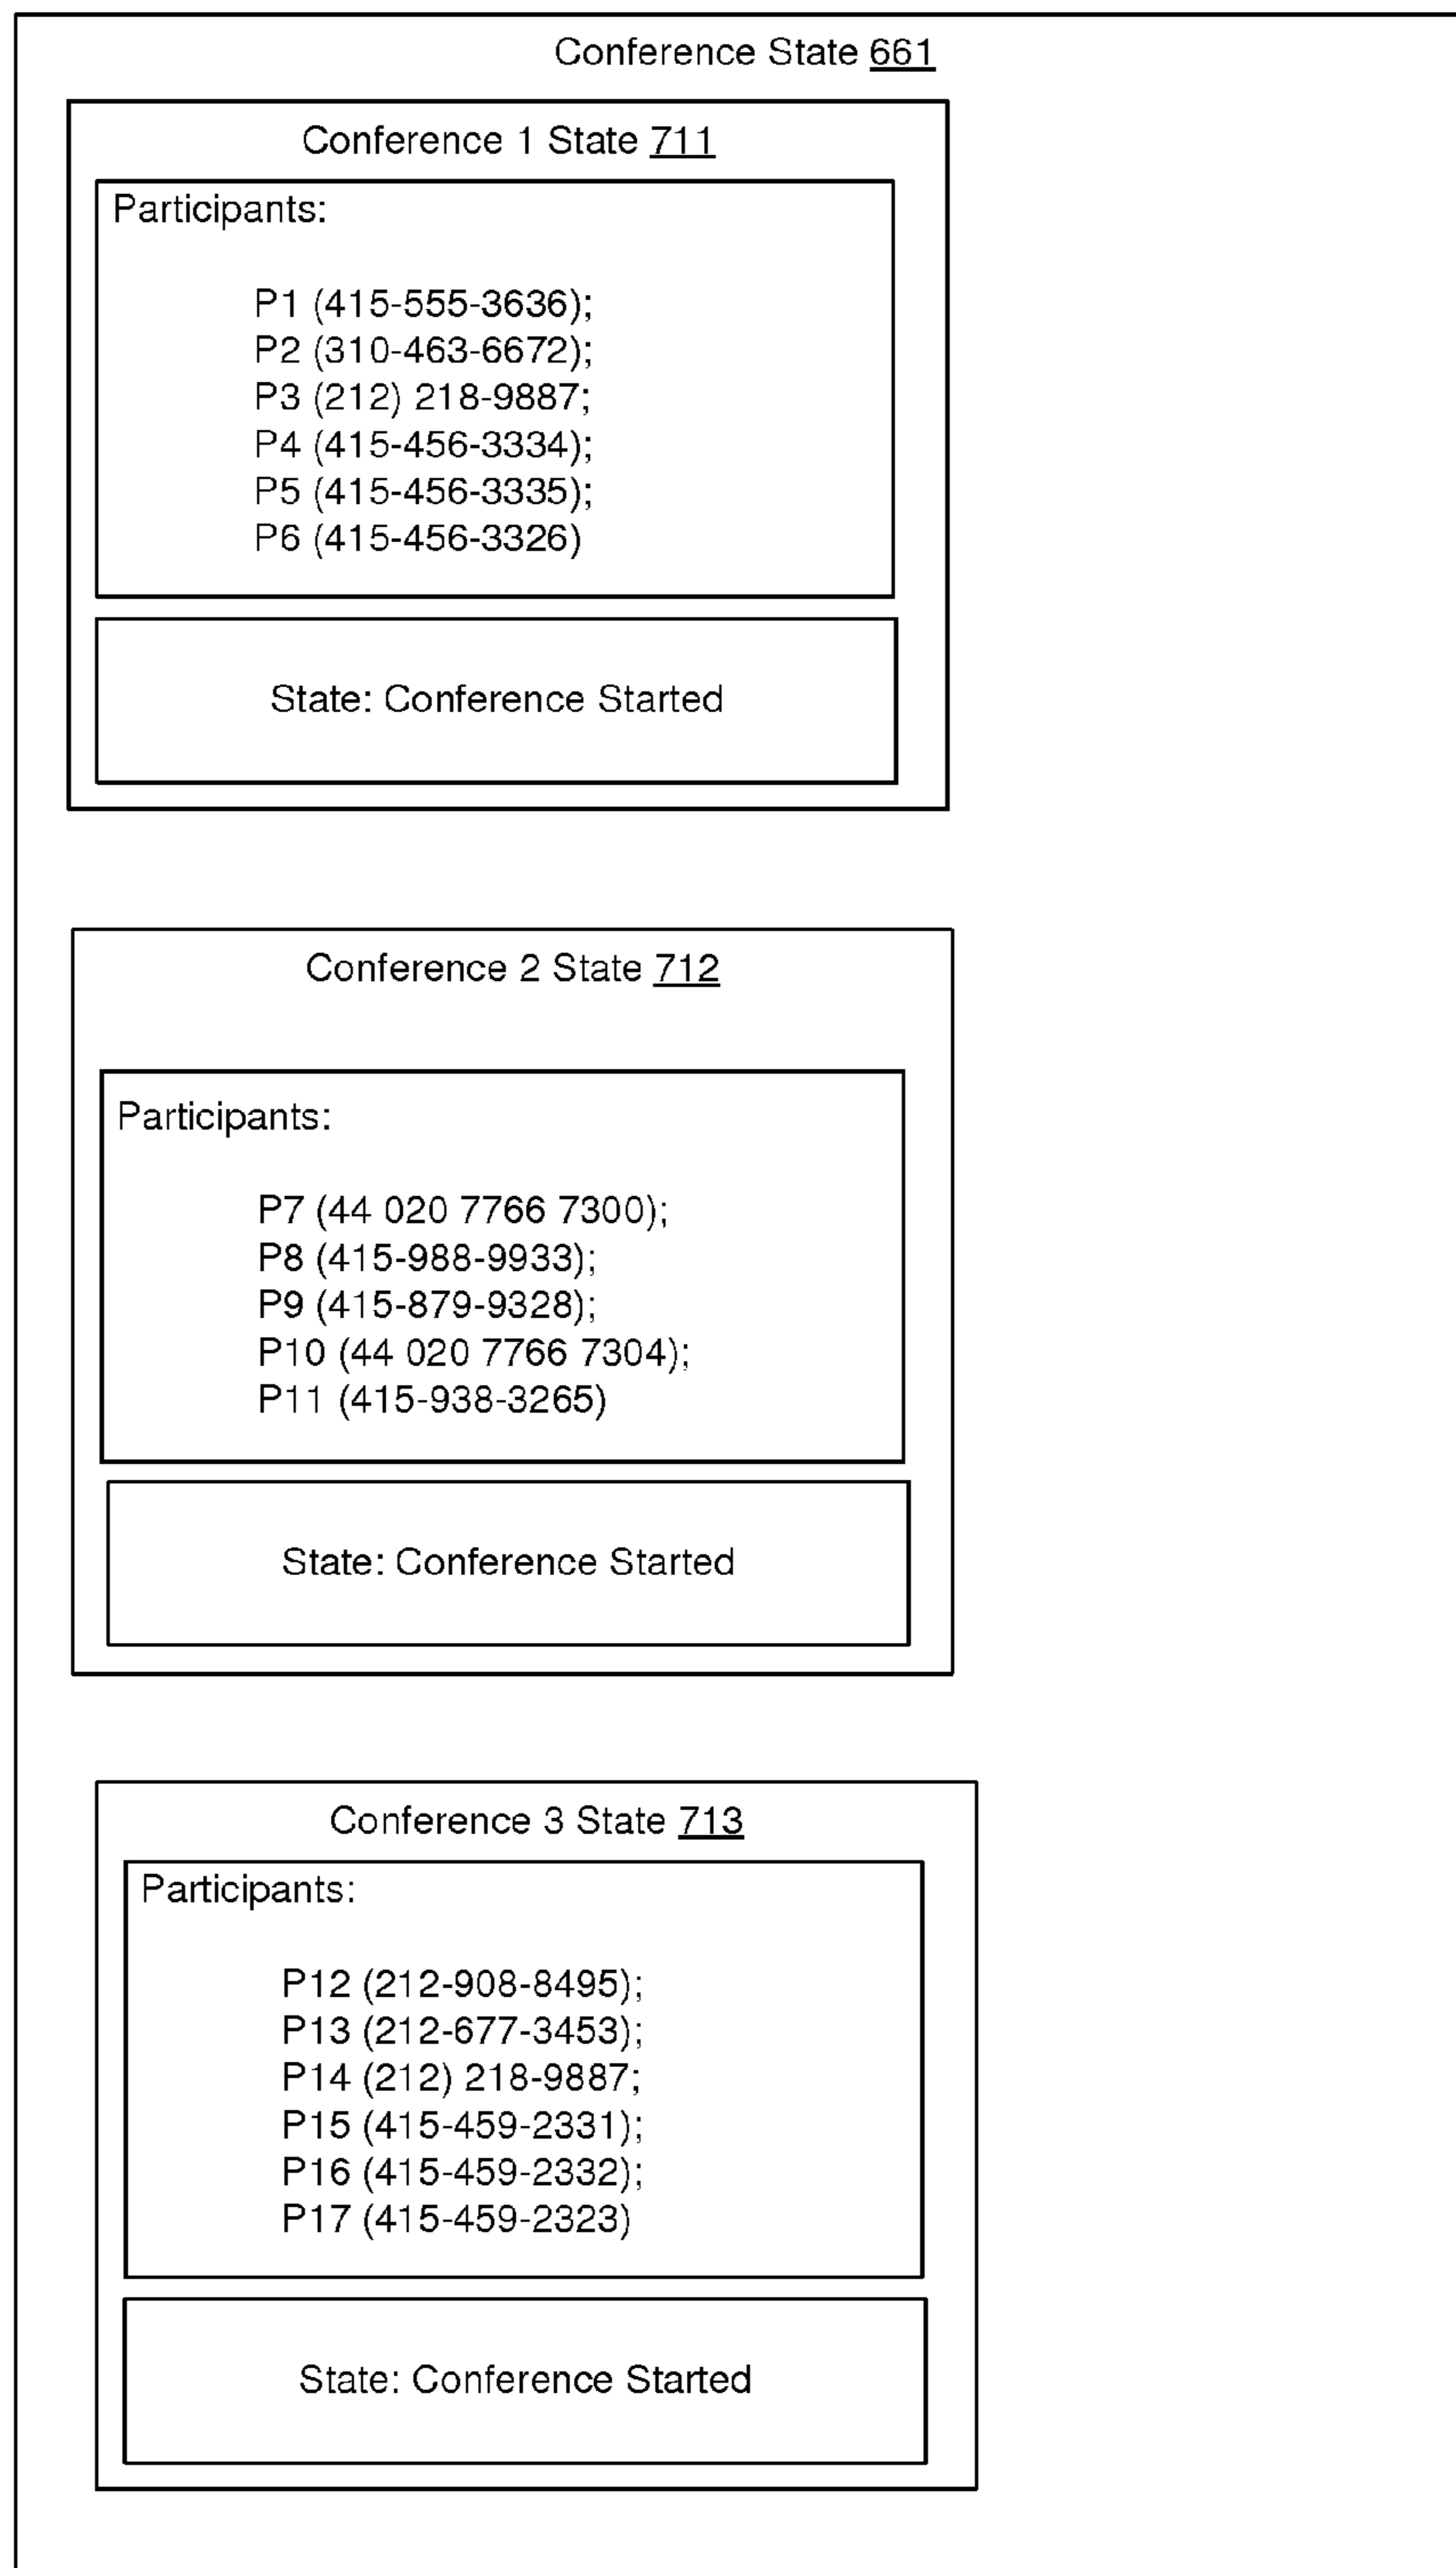 Conference State 661
Conference 1 State 711
Participants:
P1 (415-555-3636);
P2 (310-463-6672);
P3 (212) 218-9887;
P4 (415-456-3334);
P5 (415-456-3335);
P6 (415-456-3326)
State: Conference Started
Conference 2 State 712
Participants:
P7 (44 020 7766 7300);
P8 (415-988-9933);
P9 (415-879-9328);
P10 (44 020 7766 7304);
P11 (415-938-3265)
State: Conference Started
Conference 3 State 713
Participants:
P12 (212-908-8495);
P13 (212-677-3453);
P14 (212) 218-9887;
P15 (415-459-2331);
P16 (415-459-2332);
P17 (415-459-2323)
State: Conference Started